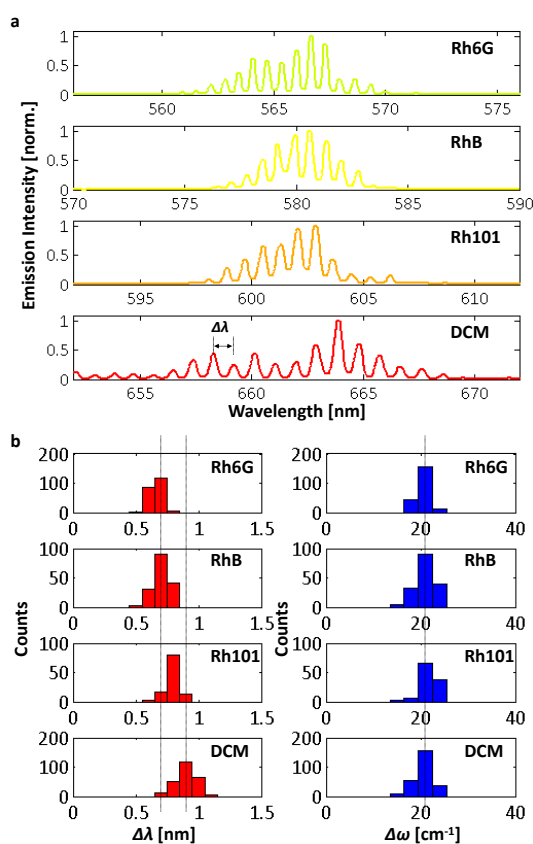 a
Emission Intensity [norm.]
1
0.5
0
Rh6G
560 565 570 575
1
0.5
0
RhB
570 575 580 585 590
1
0.5
0
Rh101
595 600 605 610
1
0.5
0
Δλ
DCM
655 660 665 670
Wavelength [nm]
b
Counts
200
100
0
Rh6G
0 0.5 1 1.5
100
50
0
RhB
0 0.5 1 1.5
100
50
0
Rh101
0 0.5 1 1.5
200
100
0
DCM
0 0.5 1 1.5
Δλ [nm]
Counts
200
100
0
Rh6G
0 20 40
100
50
0
RhB
0 20 40
100
50
0
Rh101
0 20 40
200
100
0
DCM
0 20 40
Δω [cm⁻¹]